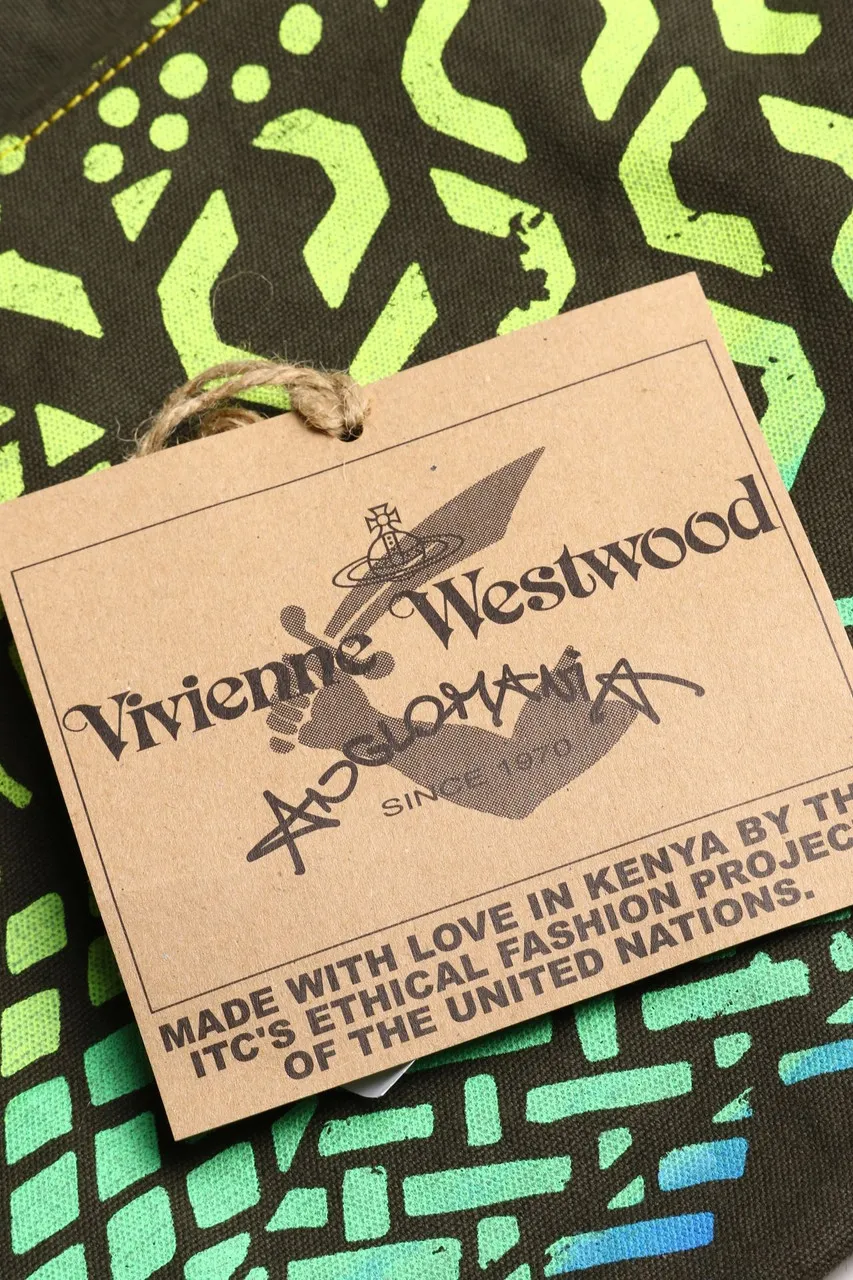 Vivienne Westwood
ANGLOMANIA
SINCE 1970
MADE WITH LOVE IN KENYA BY TH
ITC'S ETHICAL FASHION PROJEC
OF THE UNITED NATIONS.